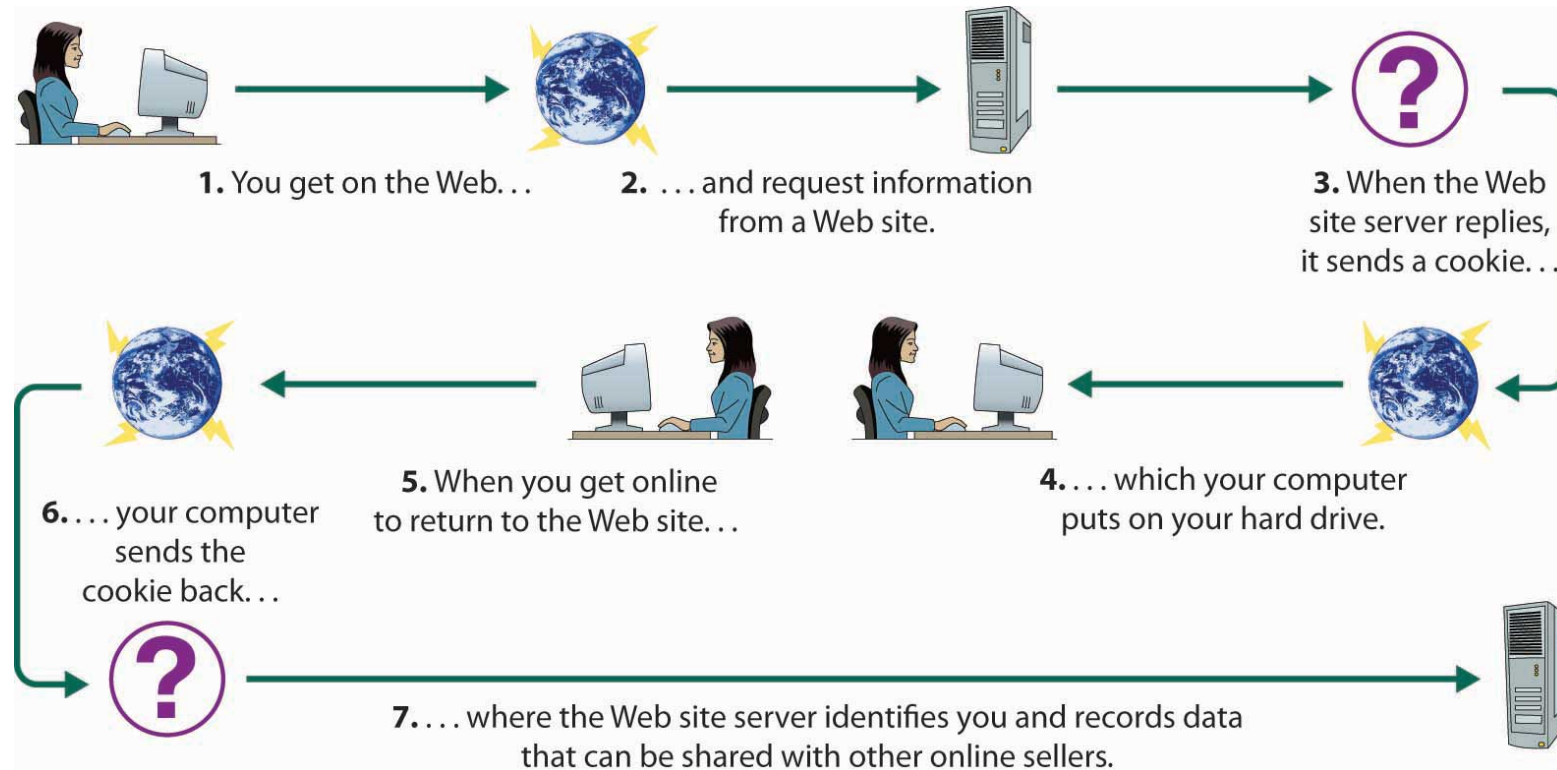 1. You get on the Web. . .
2. . . . and request information
from a Web site.
3. When the Web
site server replies,
it sends a cookie. . .
4. . . . which your computer
puts on your hard drive.
5. When you get online
to return to the Web site. . .
6. . . . your computer
sends the
cookie back. . .
7. . . . where the Web site server identifies you and records data
that can be shared with other online sellers.